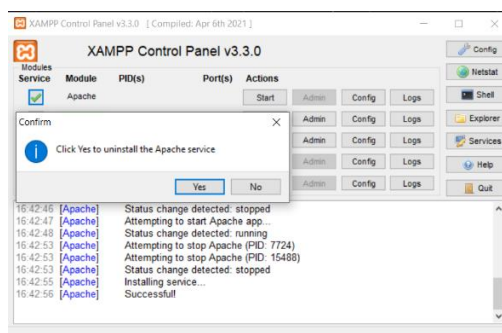 XAMPP Control Panel v3.3.0 [ Compiled: Apr 6th 2021 ]
XAMPP Control Panel v3.3.0
Config
Modules
Service Module PID(s) Port(s) Actions
Netstat
Apache Start Admin Config Logs
Shell
Confirm
Admin Config Logs
Explorer
Click Yes to uninstall the Apache service
Admin Config Logs
Services
Admin Config Logs
Help
Yes No
Admin Config Logs
Quit
16:42:46 [Apache] Status change detected: stopped
16:42:47 [Apache] Attempting to start Apache app...
16:42:48 [Apache] Status change detected: running
16:42:53 [Apache] Attempting to stop Apache (PID: 7724)
16:42:53 [Apache] Attempting to stop Apache (PID: 15488)
16:42:53 [Apache] Status change detected: stopped
16:42:55 [Apache] Installing service...
16:42:56 [Apache] Successful!